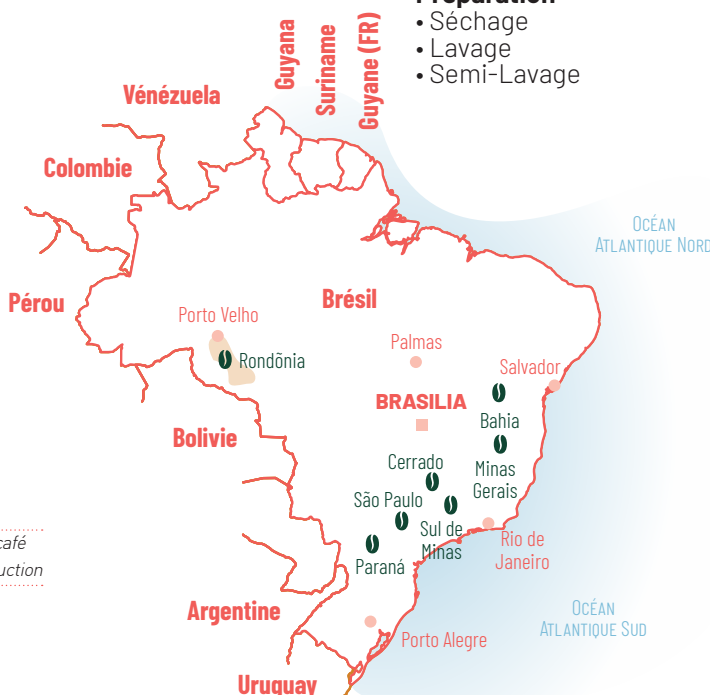 Préparation
• Séchage
• Lavage
• Semi-Lavage
Guyana
Suriname
Guyane (FR)
Vénézuela
Colombie
Océan
Atlantique Nord
Pérou
Brésil
Porto Velho
Rondõnia
Palmas
Salvador
BRASILIA
Bahia
Bolivie
Cerrado
Minas
Gerais
São Paulo
Sul de
Minas
Rio de
Janeiro
café
uction
Paraná
Argentine
Océan
Atlantique Sud
Porto Alegre
Uruguay